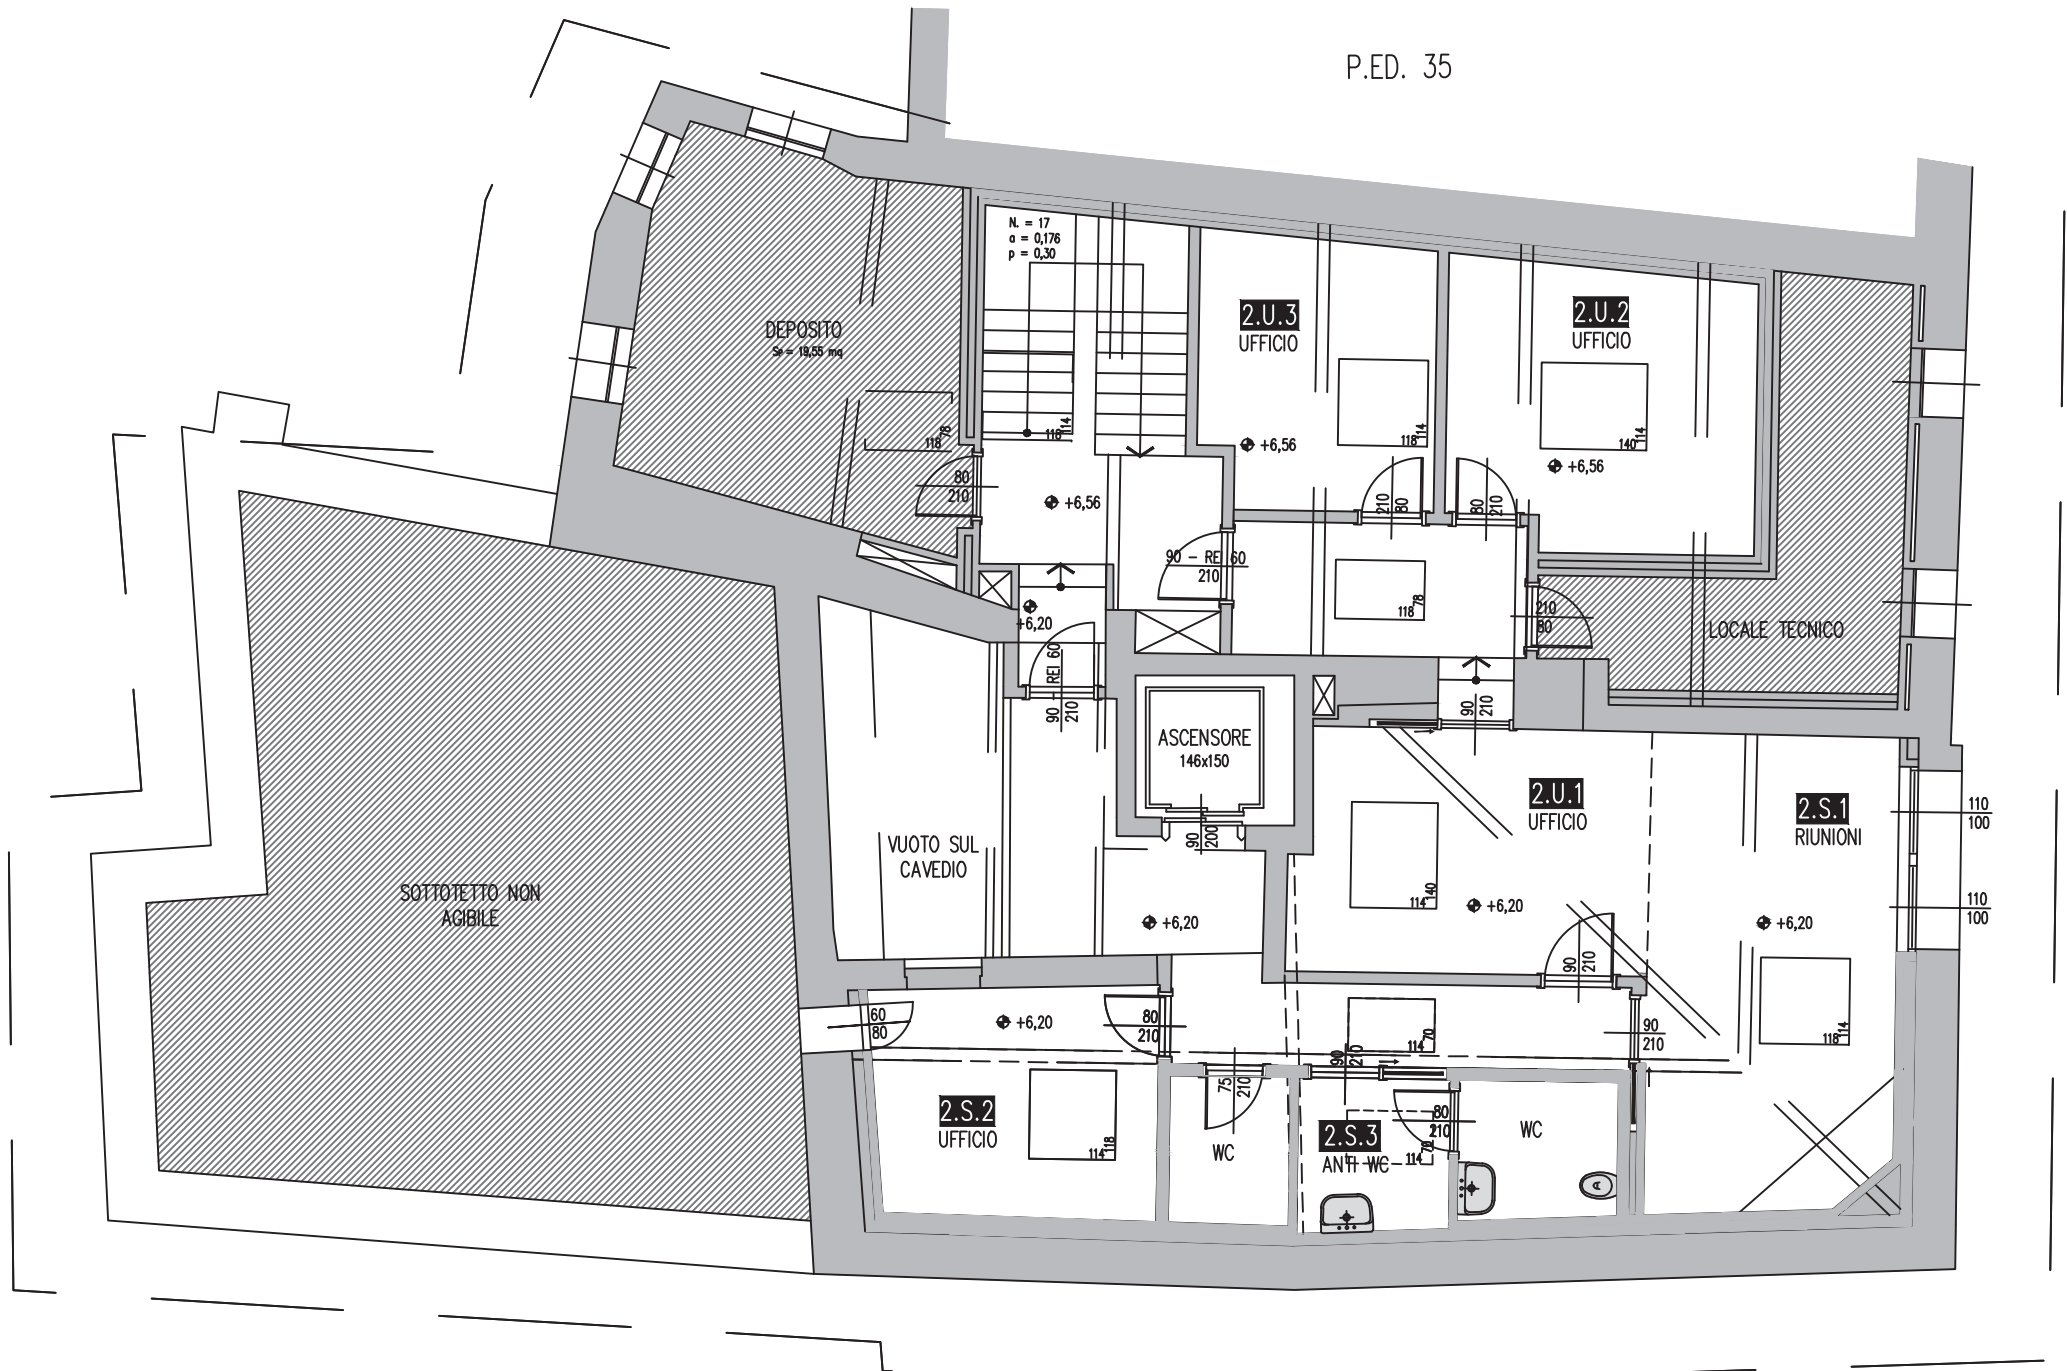 P.ED. 35
N. = 17
a = 0,176
p = 0,30
2.U.3
UFFICIO
2.U.2
UFFICIO
DEPOSITO
Sp = 19,55 mq
118 78
118 114
118 114
140 114
+6,56
+6,56
+6,56
80
210
210
80
80
210
90 - REI 60
210
118 78
210
80
LOCALE TECNICO
+6,20
90 - REI 60
210
90
210
ASCENSORE
146x150
90
200
2.U.1
UFFICIO
2.S.1
RIUNIONI
110
100
110
100
VUOTO SUL
CAVEDIO
SOTTOTETTO NON
AGIBILE
114 140
+6,20
+6,20
+6,20
90
210
60
80
+6,20
80
210
114 70
90
210
90
210
118 114
75
210
2.S.2
UFFICIO
114 118
WC
2.S.3
ANTI WC
114 70
80
210
WC